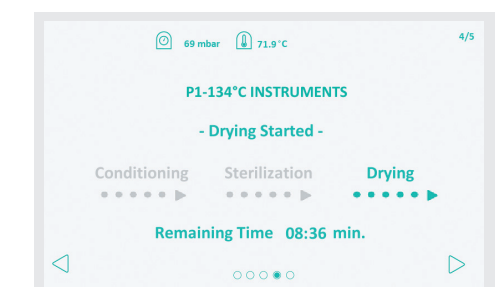 69 mbar 71.9°C 4/5
P1-134°C INSTRUMENTS
- Drying Started -
Conditioning Sterilization Drying
Remaining Time 08:36 min.